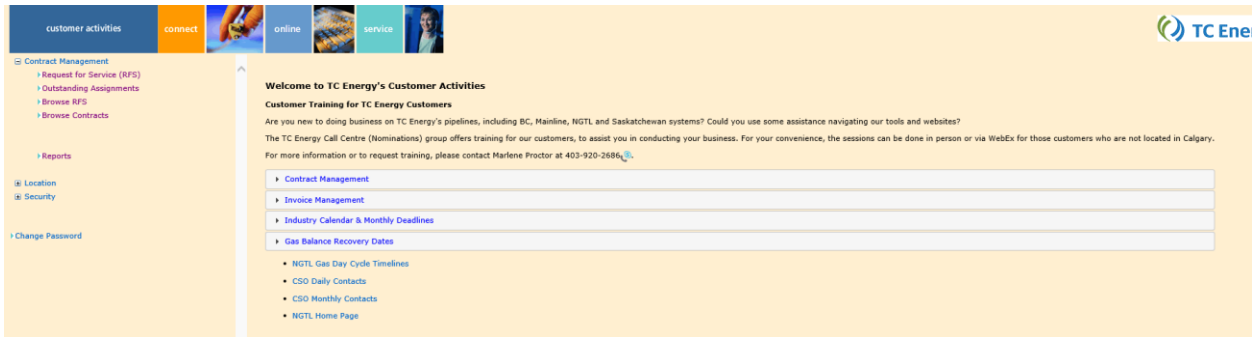 customer activities
connect
online
service
TC Ener
Contract Management
Request for Service (RFS)
Outstanding Assignments
Browse RFS
Browse Contracts
Reports
Location
Security
Change Password
Welcome to TC Energy's Customer Activities
Customer Training for TC Energy Customers
Are you new to doing business on TC Energy's pipelines, including BC, Mainline, NGTL and Saskatchewan systems? Could you use some assistance navigating our tools and websites?
The TC Energy Call Centre (Nominations) group offers training for our customers, to assist you in conducting your business. For your convenience, the sessions can be done in person or via WebEx for those customers who are not located in Calgary.
For more information or to request training, please contact Marlene Proctor at 403-920-2686.
Contract Management
Invoice Management
Industry Calendar & Monthly Deadlines
Gas Balance Recovery Dates
NGTL Gas Day Cycle Timelines
CSO Daily Contacts
CSO Monthly Contacts
NGTL Home Page